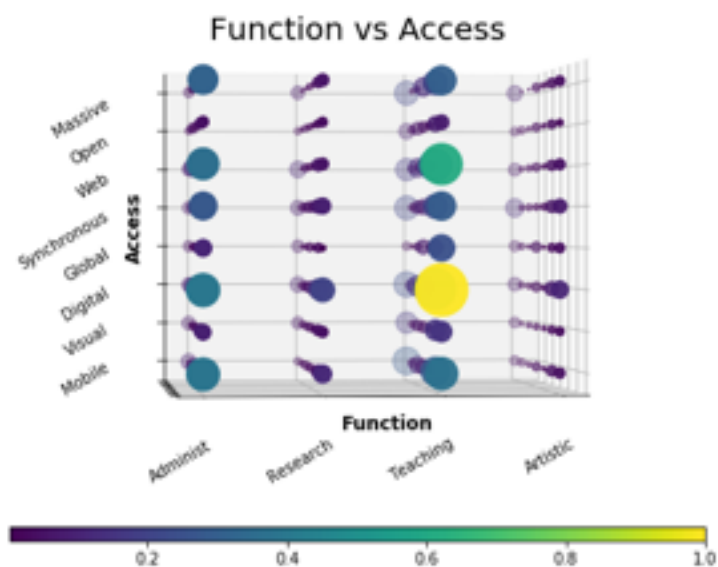 Function vs Access
Massive
Open
Web
Synchronous
Global
Digital
Visual
Mobile
Access
Function
Administ
Research
Teaching
Artistic
0.2 0.4 0.6 0.8 1.0